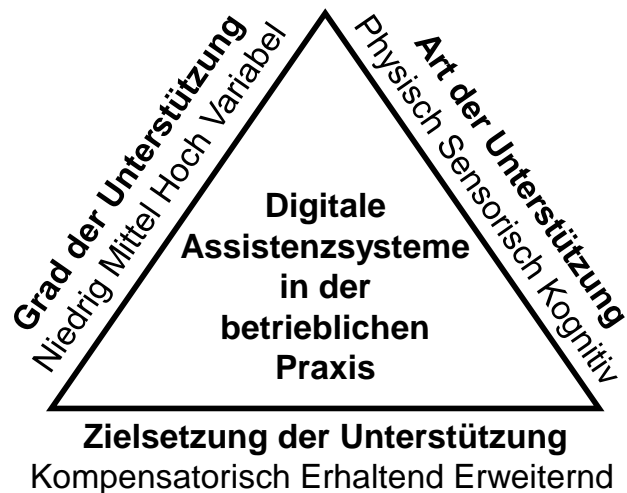 Grad der Unterstützung
Niedrig Mittel Hoch Variabel
Art der Unterstützung
Physisch Sensorisch Kognitiv
Digitale
Assistenzsysteme
in der
betrieblichen
Praxis
Zielsetzung der Unterstützung
Kompensatorisch Erhaltend Erweiternd